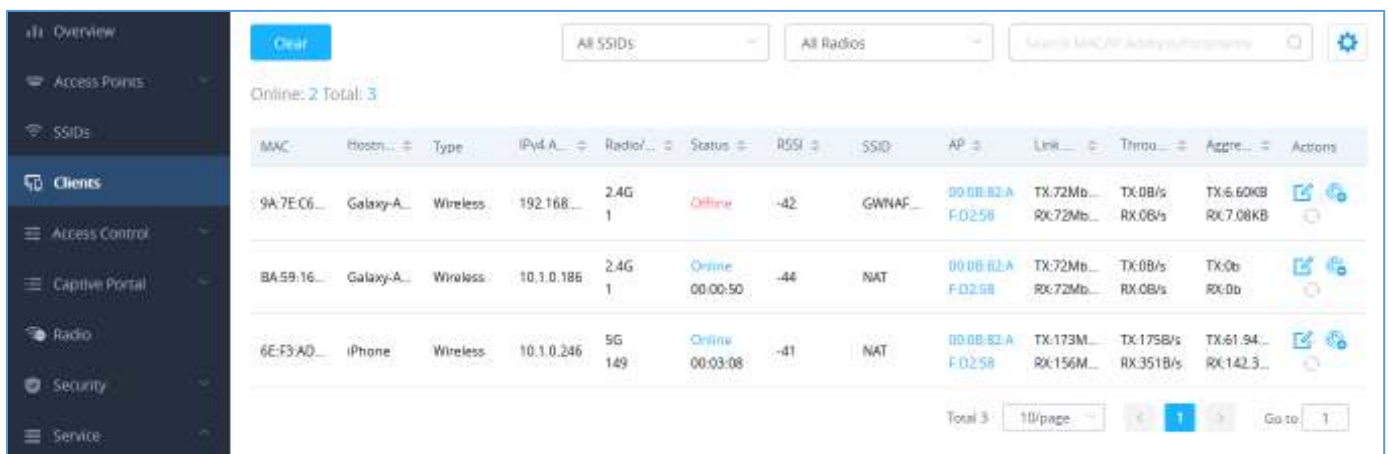 Overview
Access Points
SSIDs
Clients
Access Control
Captive Portal
Radio
Security
Service
Clear
All SSIDs
All Radios
Online: 2 Total: 3
MAC Hostn... Type IPv4 A... Radio/... Status RSSI SSID AP Link ... Throu... Aggre... Actions
9A:7E:C6... Galaxy-A... Wireless 192.168.... 2.4G Offline -42 GWNAF... 00:0B:82:A TX:72Mb... TX:0B/s TX:6.60KB
1 F:D2:58 RX:72Mb... RX:0B/s RX:7.08KB
BA:59:16... Galaxy-A... Wireless 10.1.0.186 2.4G Online -44 NAT 00:0B:82:A TX:72Mb... TX:0B/s TX:0b
1 00:00:50 F:D2:58 RX:72Mb... RX:0B/s RX:0b
6E:F3:AD... iPhone Wireless 10.1.0.246 5G Online -41 NAT 00:0B:82:A TX:173M... TX:175B/s TX:61.94...
149 00:03:08 F:D2:58 RX:156M... RX:351B/s RX:142.3...
Total 3 10/page < 1 > Go to 1